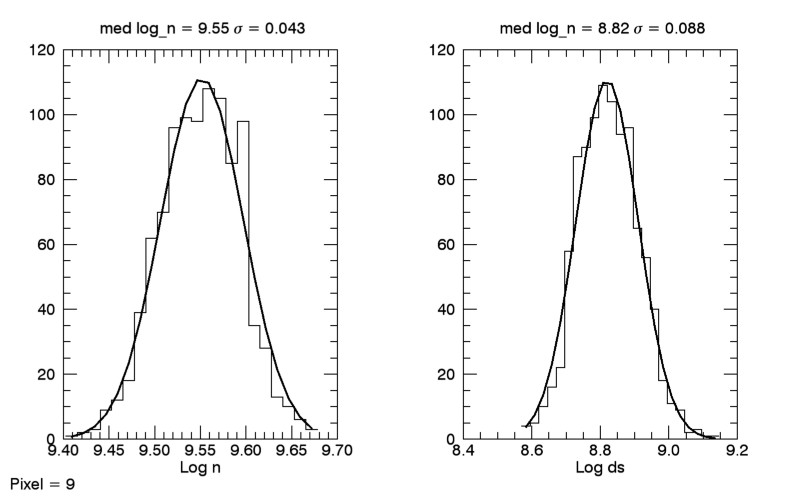 med log_n = 9.55 σ = 0.043
med log_n = 8.82 σ = 0.088
120
100
80
60
40
20
0
9.40 9.45 9.50 9.55 9.60 9.65 9.70
Log n
120
100
80
60
40
20
0
8.4 8.6 8.8 9.0 9.2
Log ds
Pixel = 9